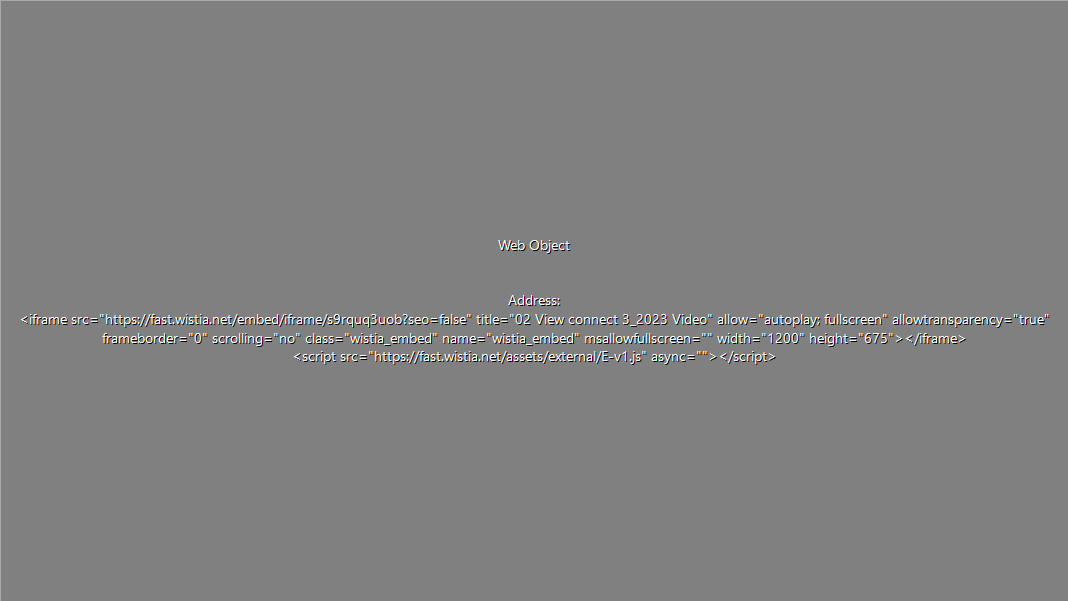 Web Object
Address:
<iframe src="https://fast.wistia.net/embed/iframe/s9rquq3uob?seo=false" title="02 View connect 3_2023 Video" allow="autoplay; fullscreen" allowtransparency="true"
frameborder="0" scrolling="no" class="wistia_embed" name="wistia_embed" msallowfullscreen="" width="1200" height="675"></iframe>
<script src="https://fast.wistia.net/assets/external/E-v1.js" async=""></script>